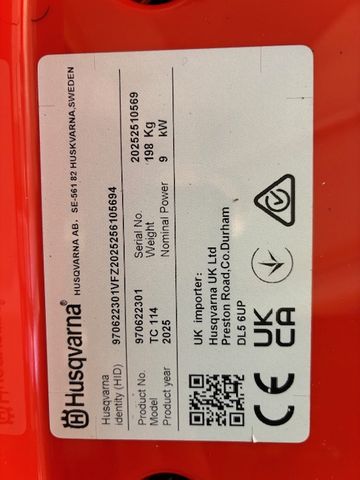 Husqvarna®
HUSQVARNA AB, SE-561 82 HUSKVARNA, SWEDEN
Husqvarna
Identity (HID) 970622301VFZ20252561056​94
Product No. 970622301 Serial No. 20252510569
Model TC 114 Weight 198 Kg
Product year 2025 Nominal Power 9 kW
UK importer:
Husqvarna UK Ltd
Preston Road,Co.Durham
DL5 6UP
CE
UK
CA